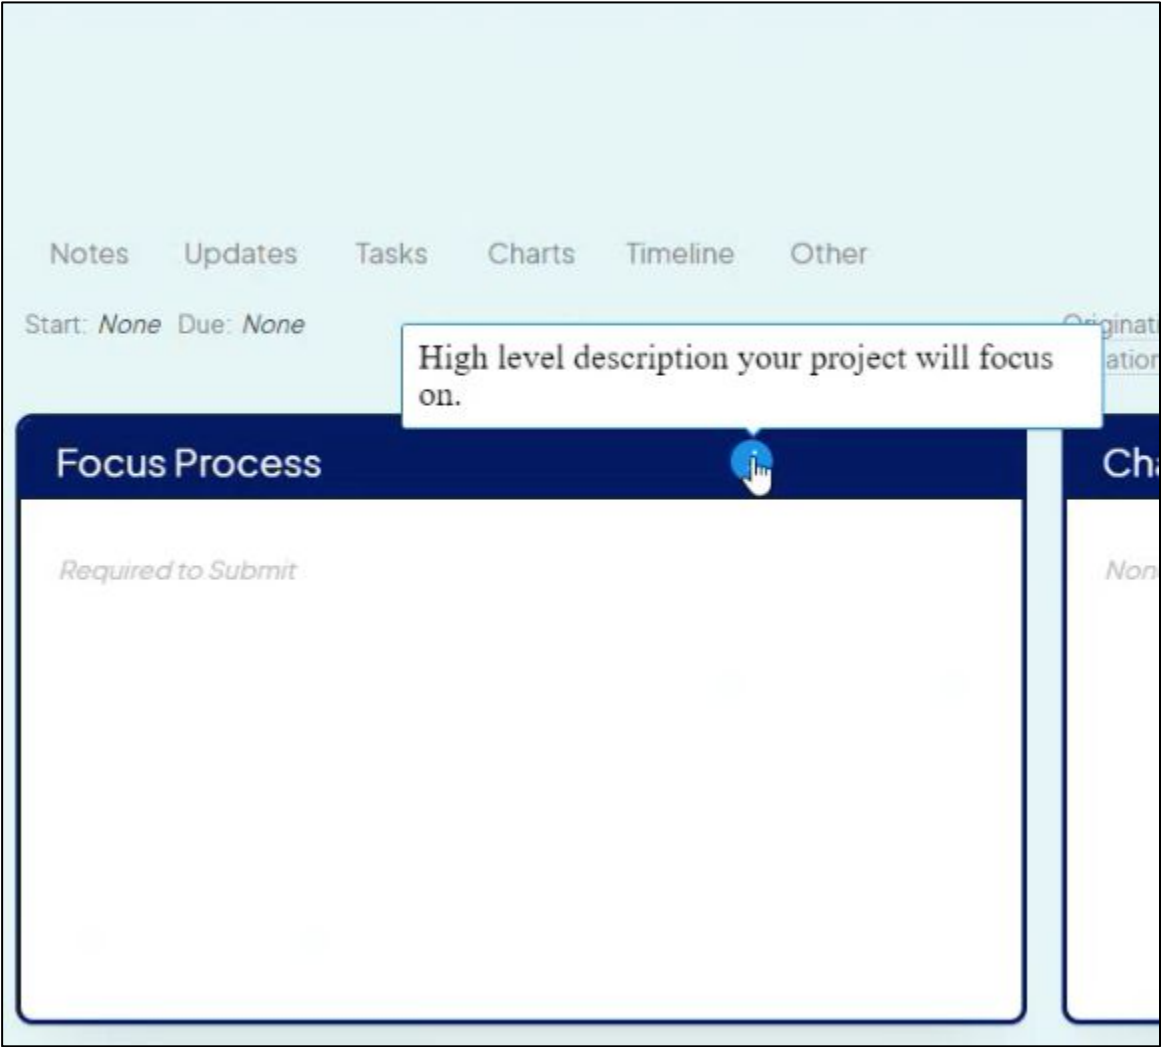 Notes Updates Tasks Charts Timeline Other
Start: None Due: None
High level description your project will focus
on.
Focus Process
Required to Submit